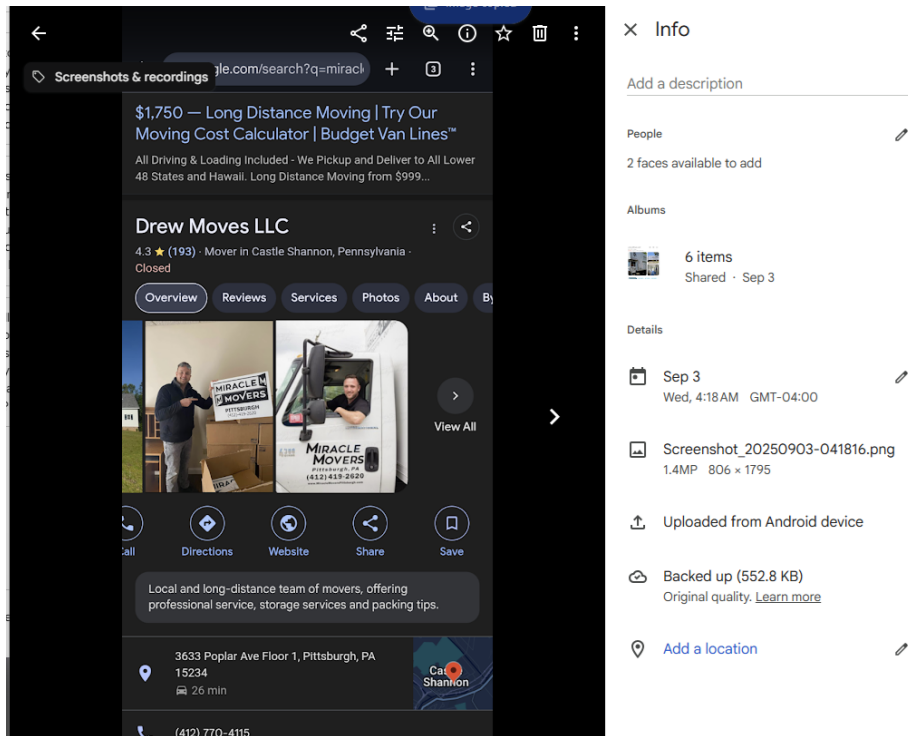 Image copied
Screenshots & recordings
gle.com/search?q=miracl
3
$1,750 — Long Distance Moving | Try Our
Moving Cost Calculator | Budget Van Lines™
All Driving & Loading Included - We Pickup and Deliver to All Lower
48 States and Hawaii. Long Distance Moving from $999...
Drew Moves LLC
4.3 ★ (193) · Mover in Castle Shannon, Pennsylvania ·
Closed
Overview
Reviews
Services
Photos
About
By
MIRACLE
MOVERS
PITTSBURGH
MIRACLE
MOVERS
Pittsburgh, PA
(412) 419-2620
View All
Call
Directions
Website
Share
Save
Local and long-distance team of movers, offering
professional service, storage services and packing tips.
3633 Poplar Ave Floor 1, Pittsburgh, PA
15234
26 min
Castle
Shannon
(412) 770-4115
Info
Add a description
People
2 faces available to add
Albums
6 items
Shared · Sep 3
Details
Sep 3
Wed, 4:18 AM GMT-04:00
Screenshot_20250903-041816.png
1.4MP 806 × 1795
Uploaded from Android device
Backed up (552.8 KB)
Original quality. Learn more
Add a location